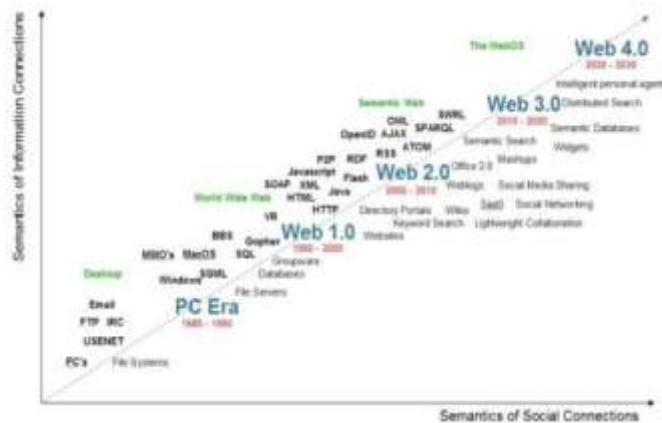 Semantics of Information Connections
The WebOS
Web 4.0
2020 - 2030
Intelligent personal agents
Semantic Web
Web 3.0
2010 - 2020
Distributed Search
SWRL
OWL
SPARQL
Semantic Databases
OpenID AJAX
Semantic Search
Widgets
ATOM
RSS
Mashups
P2P RDF
Office 2.0
Javascript Flash
Web 2.0
2000 - 2010
Weblogs Social Media Sharing
SOAP XML
Java
World Wide Web
HTML
SaaS Social Networking
HTTP
Directory Portals Wikis
VB
Keyword Search Lightweight Collaboration
Web 1.0
1990 - 2000
Websites
BBS
Gopher
MMO's MacOS SQL
Groupware
Desktop
SGML
Databases
Windows
File Servers
PC Era
1980 - 1990
Email
FTP IRC
USENET
PC's File Systems
Semantics of Social Connections